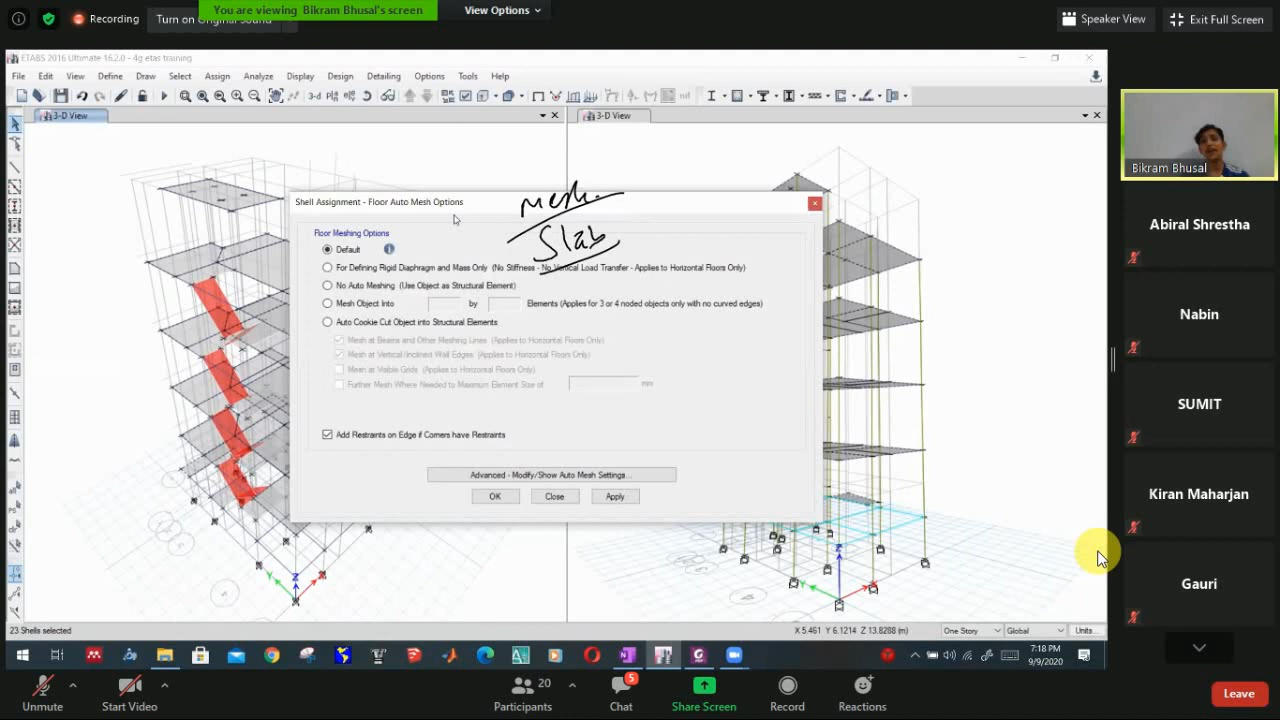 You are viewing Bikram Bhusal's screen
View Options
Recording
Turn on Original Sound
Speaker View
Exit Full Screen
ETABS 2016 Ultimate 16.2.0 - 4g etas training
File Edit View Define Draw Select Assign Analyze Display Design Detailing Options Tools Help
3-d
3-D View
3-D View
Shell Assignment - Floor Auto Mesh Options
mesh
Slab
Floor Meshing Options
Default
For Defining Rigid Diaphragm and Mass Only (No Stiffness - No Vertical Load Transfer - Applies to Horizontal Floors Only)
No Auto Meshing (Use Object as Structural Element)
Mesh Object Into by Elements (Applies for 3 or 4 noded objects only with no curved edges)
Auto Cookie Cut Object into Structural Elements
Mesh at Beams and Other Meshing Lines (Applies to Horizontal Floors Only)
Mesh at Vertical/Inclined Wall Edges (Applies to Horizontal Floors Only)
Mesh at Visible Grids (Applies to Horizontal Floors Only)
Further Mesh Where Needed to Maximum Element Size of mm
Add Restraints on Edge if Corners have Restraints
Advanced - Modify/Show Auto Mesh Settings...
OK Close Apply
Z
Y
X
Z
Y
X
23 Shells selected
X 5.461 Y 6.1214 Z 13.8288 (m)
One Story
Global
Units...
7:18 PM
9/9/2020
Bikram Bhusal
Abiral Shrestha
Nabin
SUMIT
Kiran Maharjan
Gauri
Unmute
Start Video
20
Participants
5
Chat
Share Screen
Record
Reactions
Leave